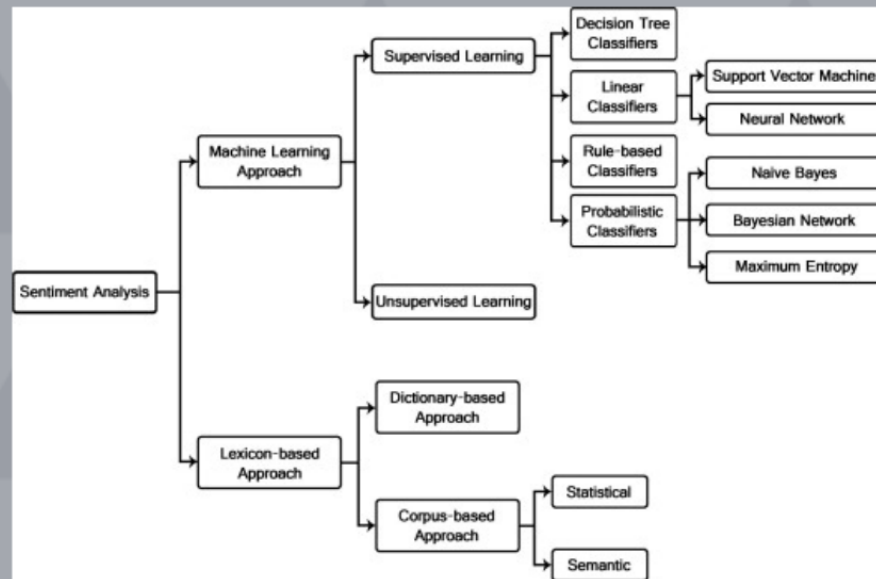 Decision Tree
Classifiers
Supervised Learning
Linear
Classifiers
Support Vector Machine
Neural Network
Machine Learning
Approach
Rule-based
Classifiers
Naive Bayes
Probabilistic
Classifiers
Bayesian Network
Maximum Entropy
Sentiment Analysis
Unsupervised Learning
Dictionary-based
Approach
Lexicon-based
Approach
Statistical
Corpus-based
Approach
Semantic